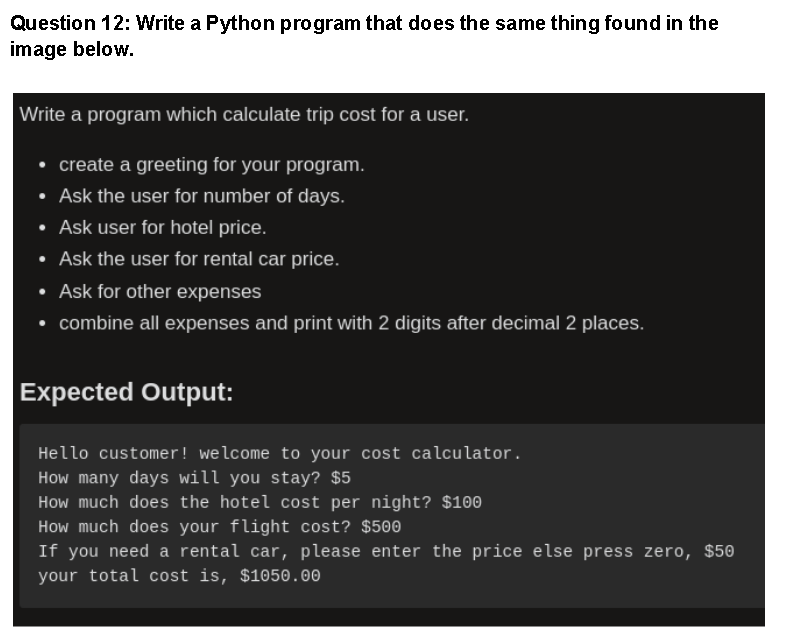 Question 12: Write a Python program that does the same thing found in the
image below.
Write a program which calculate trip cost for a user.
• create a greeting for your program.
• Ask the user for number of days.
• Ask user for hotel price.
• Ask the user for rental car price.
• Ask for other expenses
• combine all expenses and print with 2 digits after decimal 2 places.
Expected Output:
Hello customer! welcome to your cost calculator.
How many days will you stay? $5
How much does the hotel cost per night? $100
How much does your flight cost? $500
If you need a rental car, please enter the price else press zero, $50
your total cost is, $1050.00